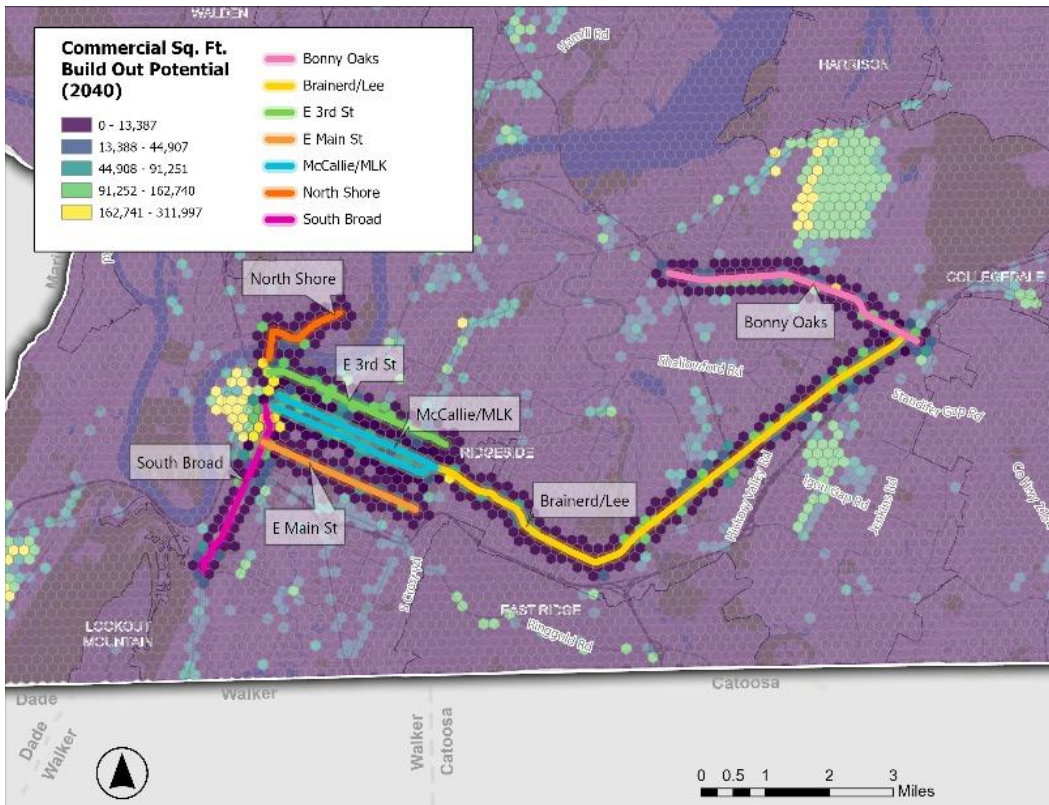 WALDEN
Commercial Sq. Ft.
Build Out Potential
(2040)
0 - 13,387
13,388 - 44,907
44,908 - 91,251
91,252 - 162,740
162,741 - 311,997
Bonny Oaks
Brainerd/Lee
E 3rd St
E Main St
McCallie/MLK
North Shore
South Broad
Hamill Rd
HARRISON
COLLEGEDALE
North Shore
Bonny Oaks
E 3rd St
Shallowford Rd
McCallie/MLK
Standifer Gap Rd
RIDGESIDE
South Broad
Brainerd/Lee
Hickory Valley Rd
Igou Gap Rd
Jenkins Rd
E Main St
EAST RIDGE
Ringgold Rd
LOOKOUT
MOUNTAIN
Dade
Walker
Catoosa
Dade
Walker
Walker
Catoosa
0 0.5 1 2 3
Miles